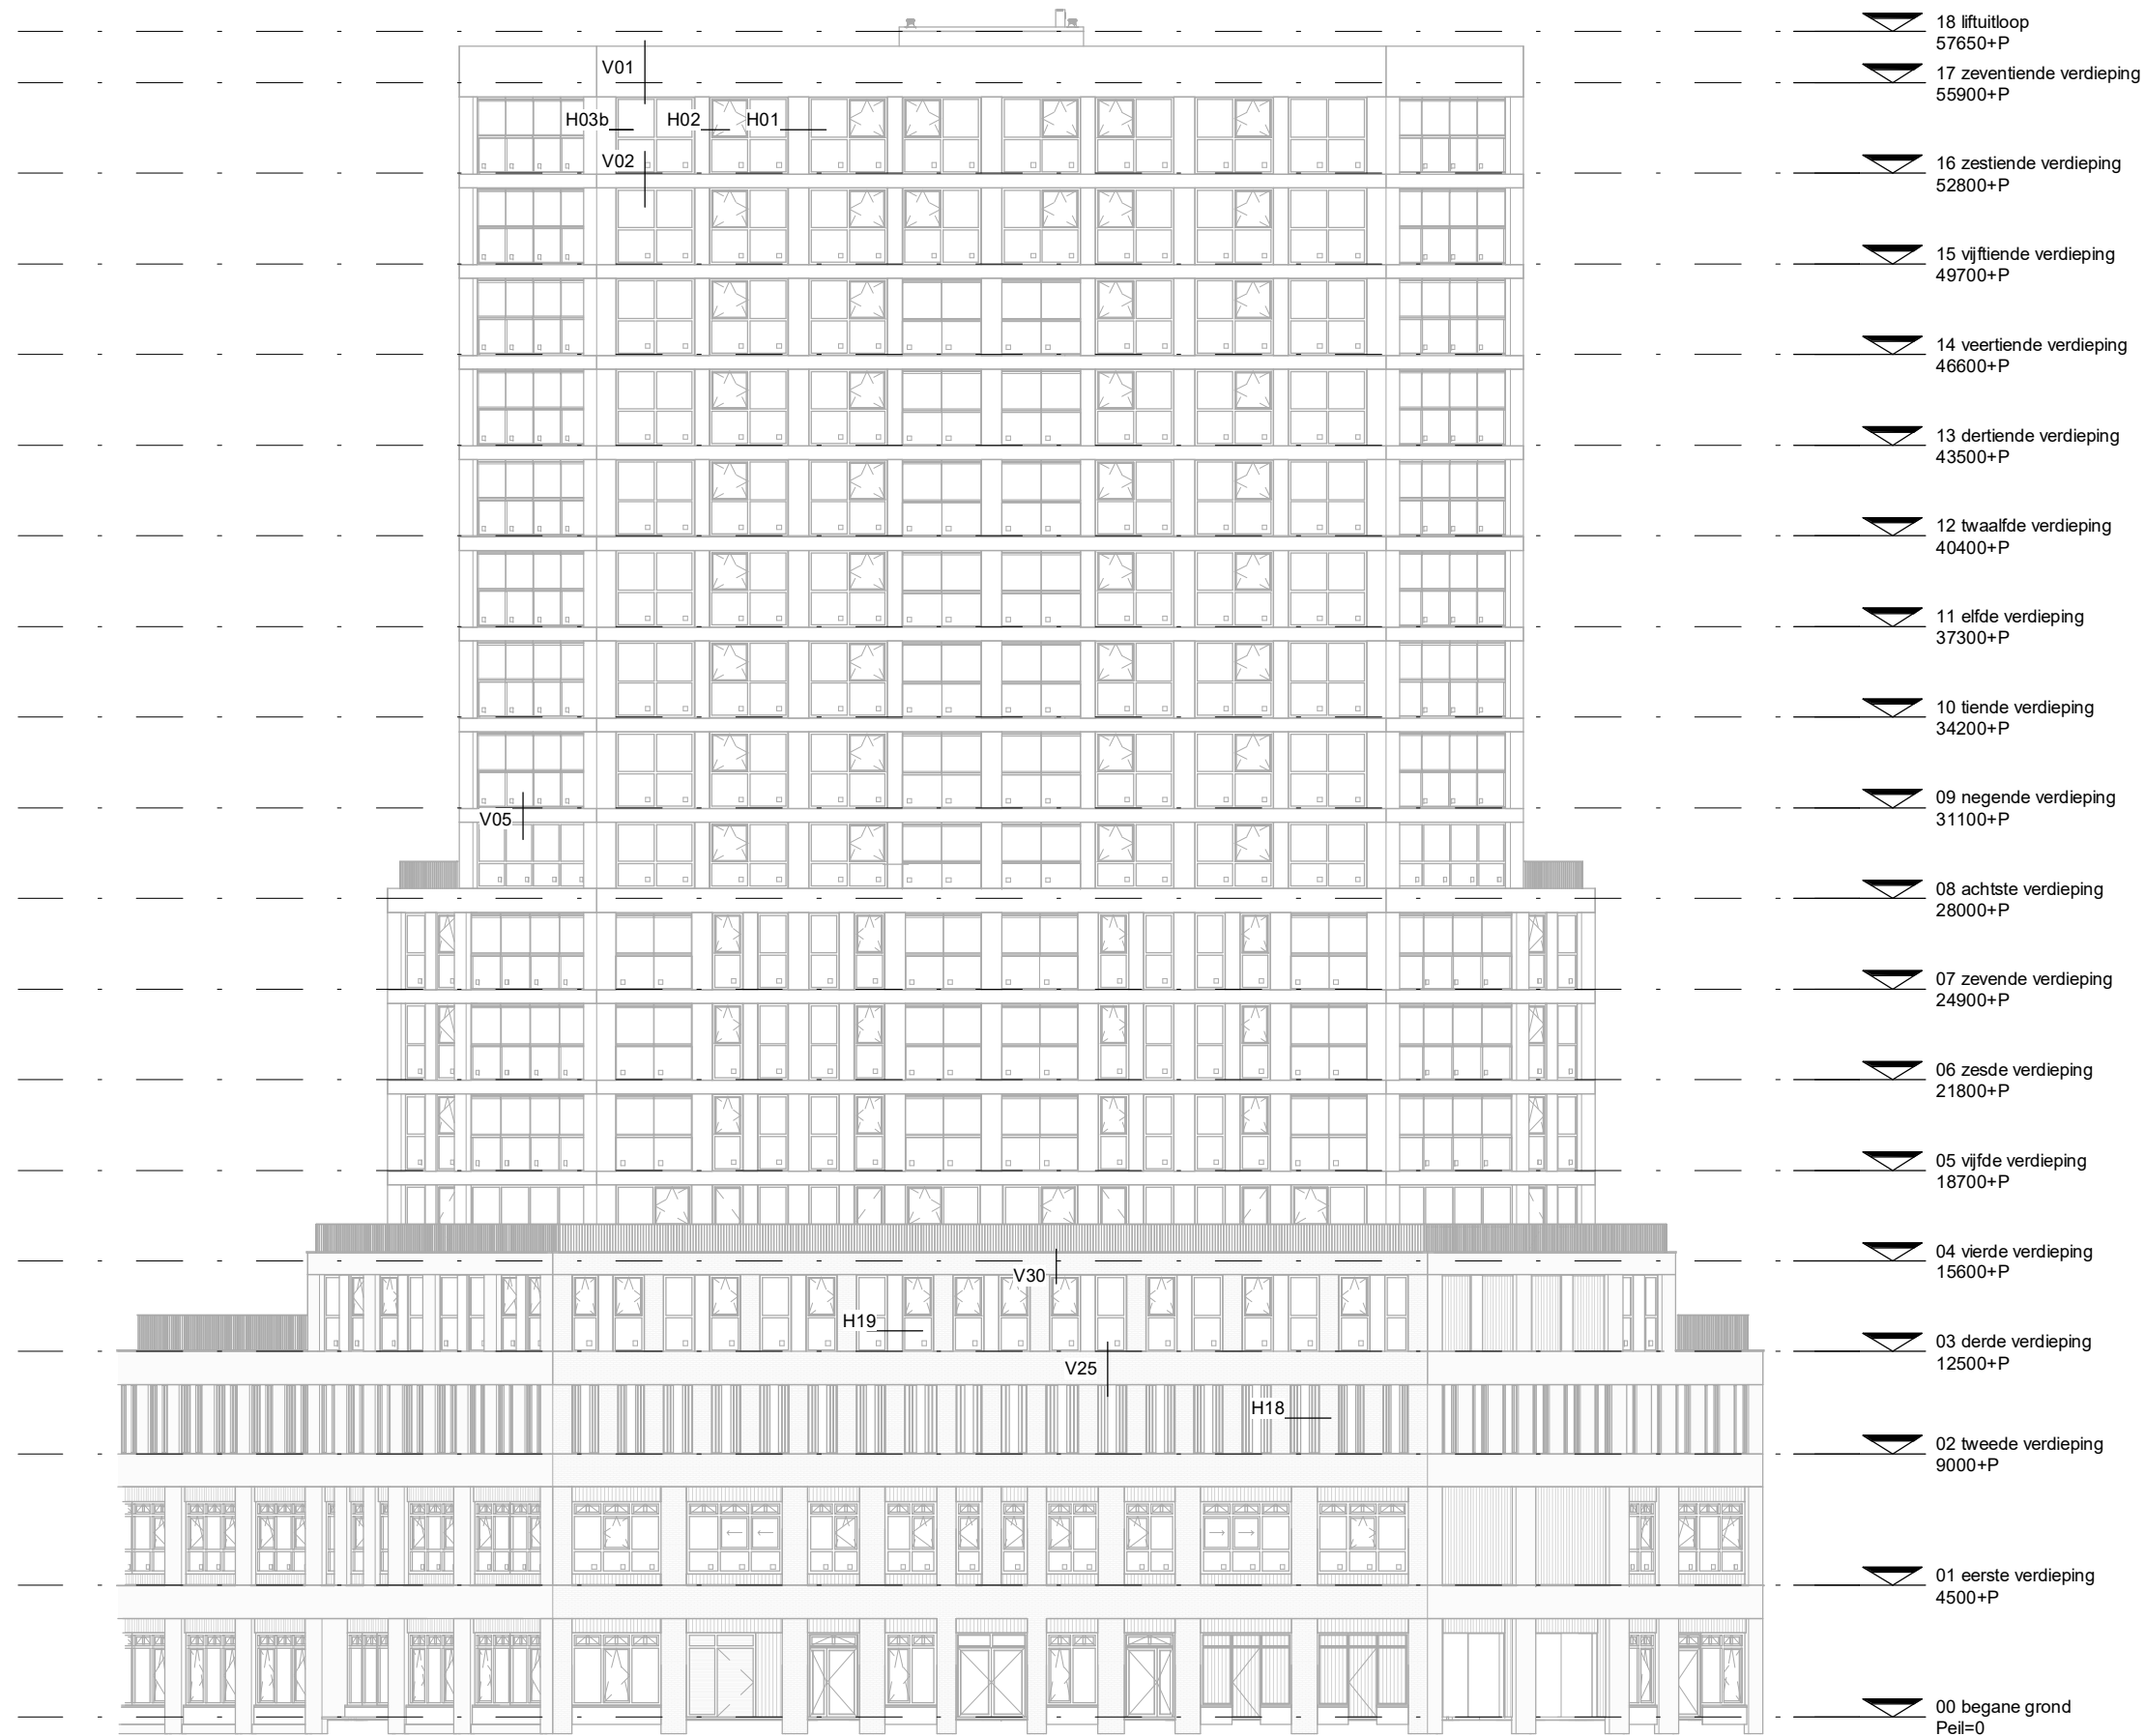 18 liftuitloop
57650+P
V01
17 zeventiende verdieping
55900+P
H03b
H02
H01
V02
16 zestiende verdieping
52800+P
15 vijftiende verdieping
49700+P
14 veertiende verdieping
46600+P
13 dertiende verdieping
43500+P
12 twaalfde verdieping
40400+P
11 elfde verdieping
37300+P
10 tiende verdieping
34200+P
09 negende verdieping
31100+P
V05
08 achtste verdieping
28000+P
07 zevende verdieping
24900+P
06 zesde verdieping
21800+P
05 vijfde verdieping
18700+P
04 vierde verdieping
15600+P
V30
H19
03 derde verdieping
12500+P
V25
H18
02 tweede verdieping
9000+P
01 eerste verdieping
4500+P
00 begane grond
Peil=0